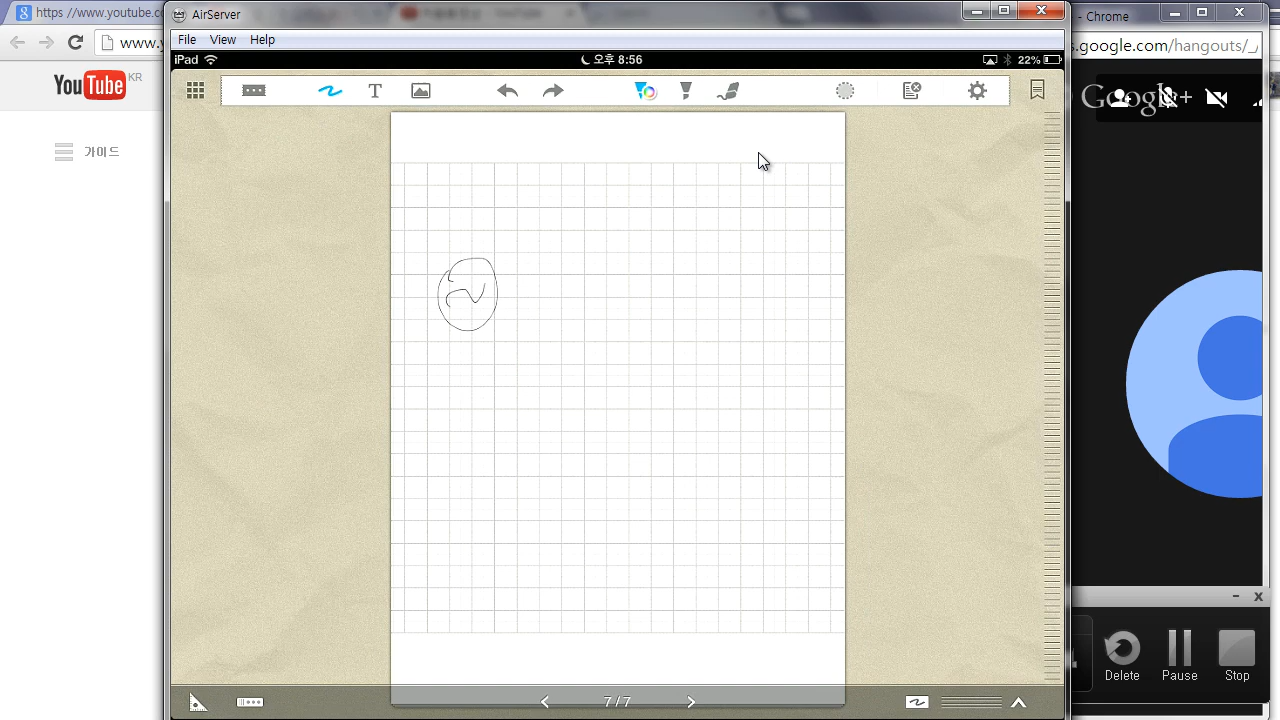 https://www.youtube.co
AirServer
- Chrome
www.y
s.google.com/hangouts/_/
File View Help
iPad 오후 8:56 22%
YouTube KR
T
Google+
가이드
7/7
Delete Pause Stop